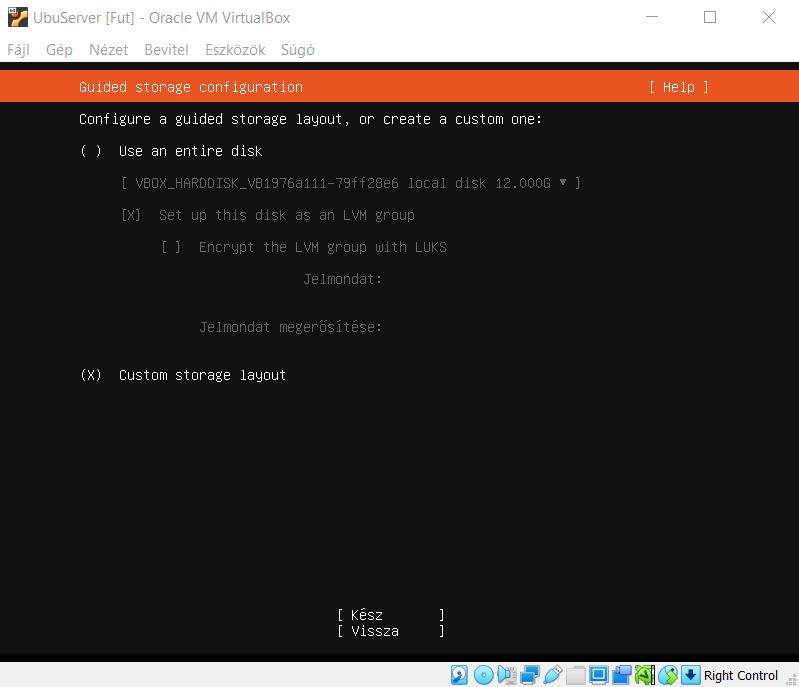 UbuServer [Fut] - Oracle VM VirtualBox
Fájl Gép Nézet Bevitel Eszközök Súgó
Guided storage configuration [ Help ]
Configure a guided storage layout, or create a custom one:
( ) Use an entire disk
[ VBOX_HARDDISK_VB1976a111-79ff28e6 local disk 12.000G ▾ ]
[X] Set up this disk as an LVM group
[ ] Encrypt the LVM group with LUKS
Jelmondat:
Jelmondat megerősítése:
(X) Custom storage layout
[ Kész ]
[ Vissza ]
Right Control